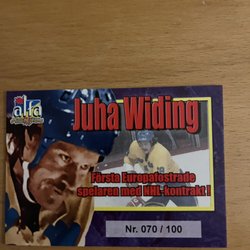 alfa
Juha Widing
Första Europafostrade
spelaren med NHL-kontrakt!
Nr. 070 / 100